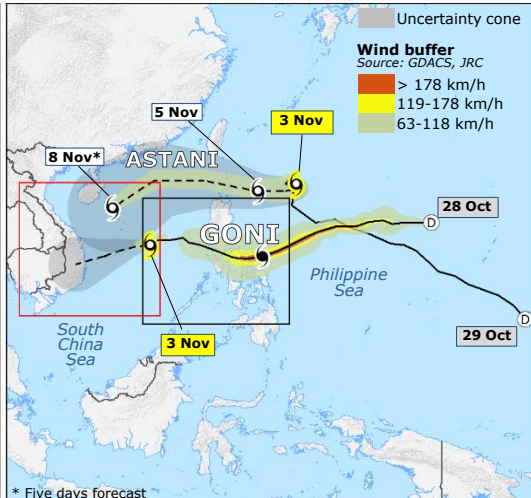 Uncertainty cone
Wind buffer
Source: GDACS, JRC
> 178 km/h
119-178 km/h
63-118 km/h
3 Nov
5 Nov
ASTANI
8 Nov*
28 Oct
D
GONI
Philippine
Sea
D
29 Oct
South
China
Sea
3 Nov
* Five days forecast